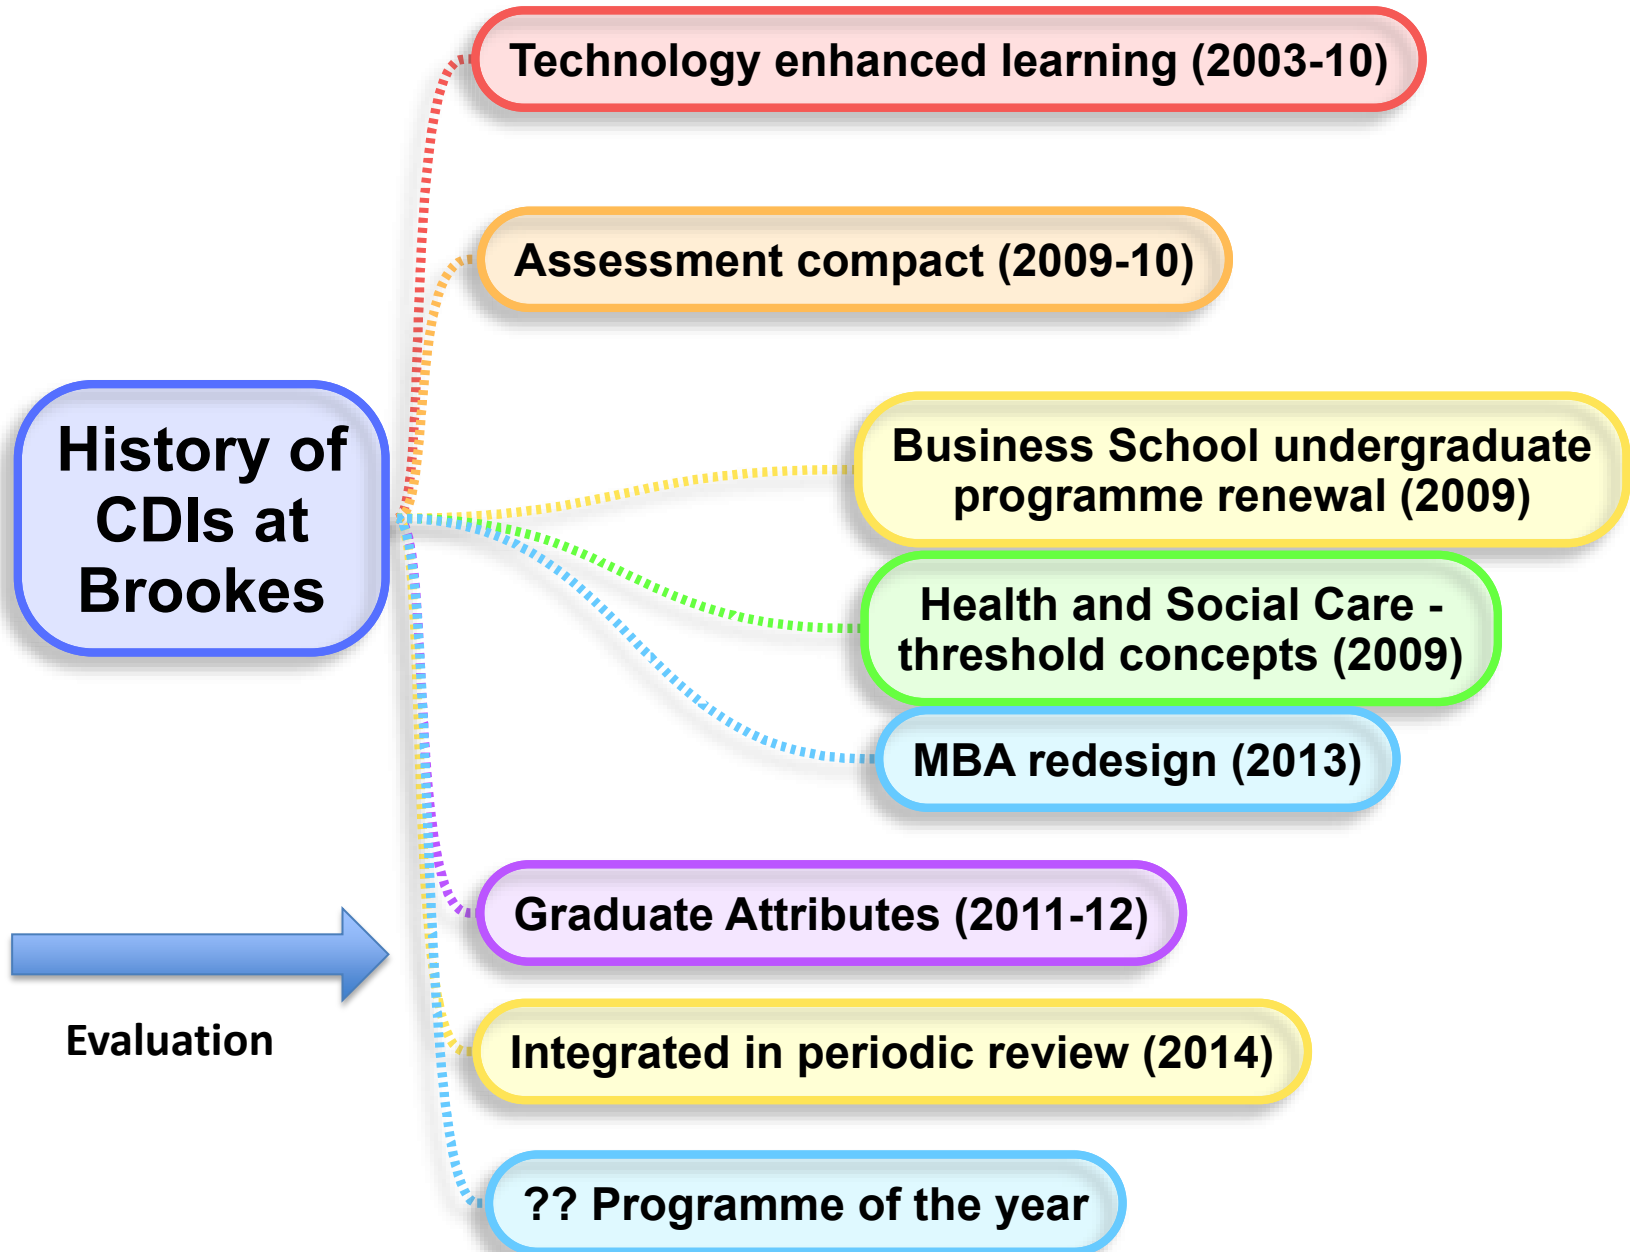 Technology enhanced learning (2003-10)
Assessment compact (2009-10)
History of
CDIs at
Brookes
Business School undergraduate
programme renewal (2009)
Health and Social Care -
threshold concepts (2009)
MBA redesign (2013)
Graduate Attributes (2011-12)
Evaluation
Integrated in periodic review (2014)
?? Programme of the year